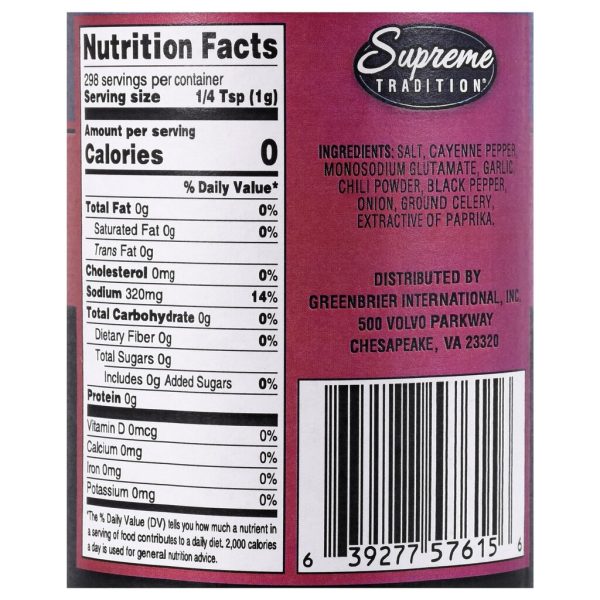 Nutrition Facts
298 servings per container
Serving size 1/4 Tsp (1g)
Amount per serving
Calories 0
% Daily Value*
Total Fat 0g 0%
Saturated Fat 0g 0%
Trans Fat 0g
Cholesterol 0mg 0%
Sodium 320mg 14%
Total Carbohydrate 0g 0%
Dietary Fiber 0g 0%
Total Sugars 0g
Includes 0g Added Sugars 0%
Protein 0g
Vitamin D 0mcg 0%
Calcium 0mg 0%
Iron 0mg 0%
Potassium 0mg 0%
*The % Daily Value (DV) tells you how much a nutrient in
a serving of food contributes to a daily diet. 2,000 calories
a day is used for general nutrition advice.
Supreme
TRADITION®
INGREDIENTS: SALT, CAYENNE PEPPER,
MONOSODIUM GLUTAMATE, GARLIC,
CHILI POWDER, BLACK PEPPER,
ONION, GROUND CELERY,
EXTRACTIVE OF PAPRIKA.
DISTRIBUTED BY
GREENBRIER INTERNATIONAL, INC.
500 VOLVO PARKWAY
CHESAPEAKE, VA 23320
6 39277 57615 6